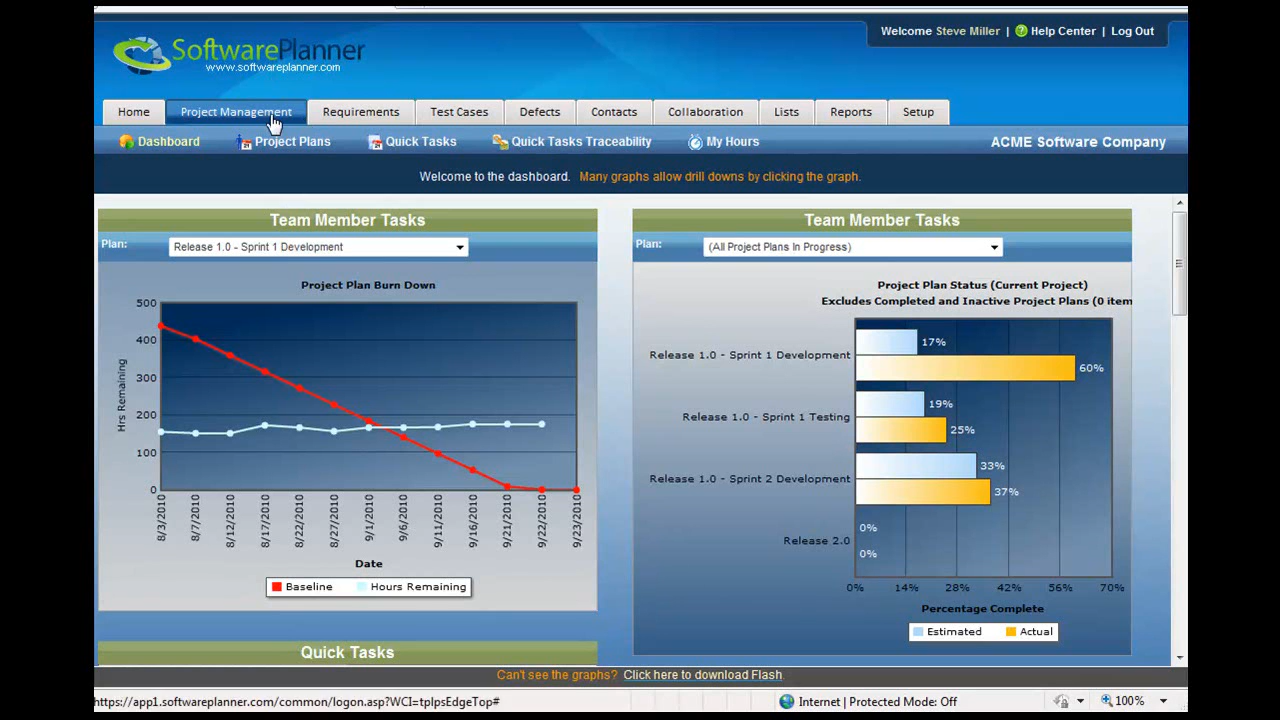 Welcome Steve Miller | Help Center | Log Out
SoftwarePlanner
www.softwareplanner.com
Home Project Management Requirements Test Cases Defects Contacts Collaboration Lists Reports Setup
Dashboard Project Plans Quick Tasks Quick Tasks Traceability My Hours ACME Software Company
Welcome to the dashboard. Many graphs allow drill downs by clicking the graph.
Team Member Tasks
Plan: Release 1.0 - Sprint 1 Development
Project Plan Burn Down
500
400
300
200
100
0
Hrs Remaining
8/3/2010 8/7/2010 8/12/2010 8/17/2010 8/22/2010 8/27/2010 9/1/2010 9/6/2010 9/11/2010 9/16/2010 9/21/2010 9/22/2010 9/23/2010
Date
Baseline Hours Remaining
Team Member Tasks
Plan: (All Project Plans In Progress)
Project Plan Status (Current Project)
Excludes Completed and Inactive Project Plans (0 item
17%
Release 1.0 - Sprint 1 Development
60%
19%
Release 1.0 - Sprint 1 Testing
25%
33%
Release 1.0 - Sprint 2 Development
37%
0%
Release 2.0
0%
0% 14% 28% 42% 56% 70%
Percentage Complete
Estimated Actual
Quick Tasks
Can't see the graphs? Click here to download Flash.
https://app1.softwareplanner.com/common/logon.asp?WCI=tplpsEdgeTop# Internet | Protected Mode: Off 100%